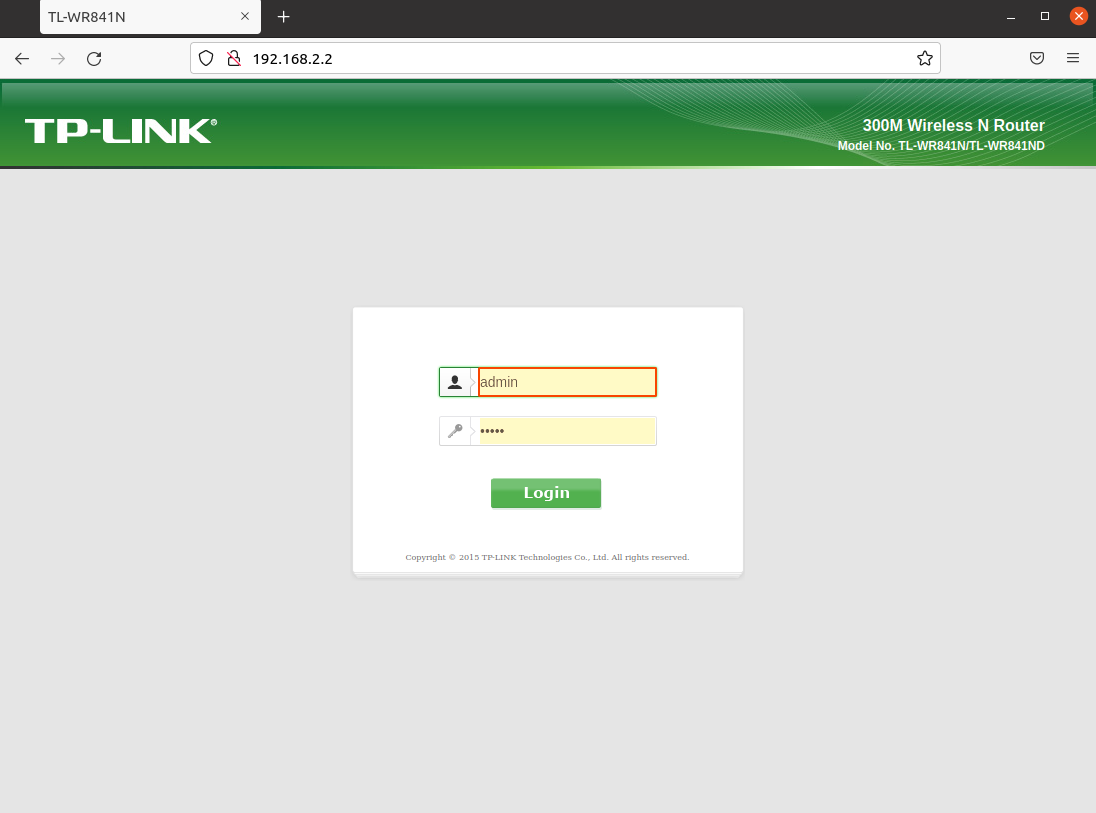 TL-WR841N
192.168.2.2
TP-LINK®
300M Wireless N Router
Model No. TL-WR841N/TL-WR841ND
admin
•••••
Login
Copyright © 2015 TP-LINK Technologies Co., Ltd. All rights reserved.